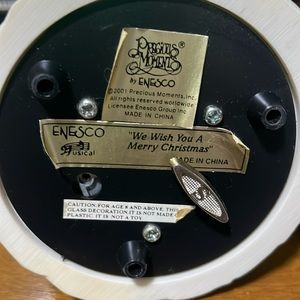 PRECIOUS
MOMENTS
by ENESCO
©2001 Precious Moments, Inc.
All rights reserved worldwide
Licensee Enesco Group Inc.
MADE IN CHINA
ENESCO
Musical
"We Wish You A
Merry Christmas"
MADE IN CHINA
CAUTION: FOR AGE 8 AND ABOVE. THIS
GLASS DECORATION. IT IS NOT MADE
PLASTIC. IT IS NOT A TOY